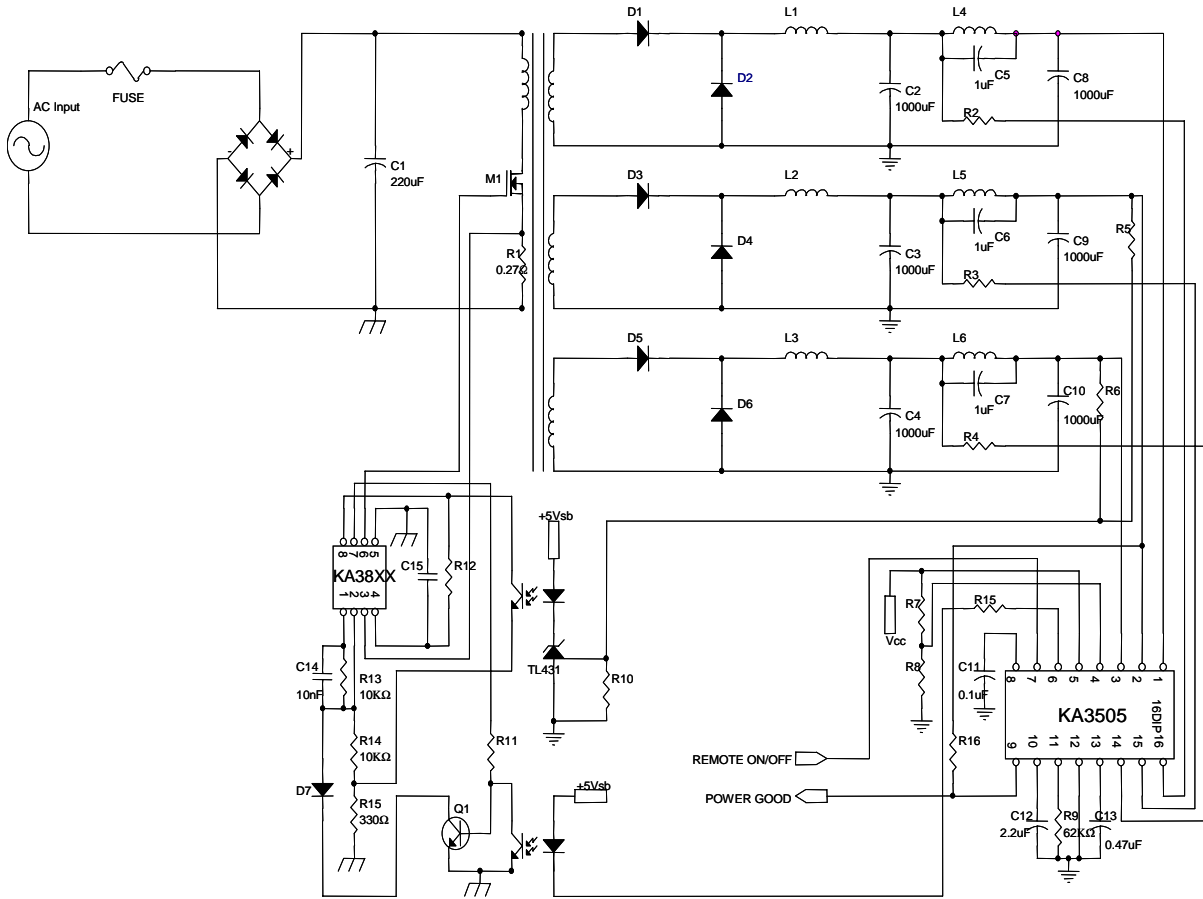 D1
L1
L4
D2
C5
1uF
C2
1000uF
C8
1000uF
R2
FUSE
AC Input
-
+
C1
220uF
M1
D3
L2
L5
D4
C6
1uF
C3
1000uF
C9
1000uF
R5
R3
R1
0.27Ω
D5
L3
L6
D6
C7
1uF
C4
1000uF
C10
1000uF
R6
R4
+5Vsb
8 7 6 5
KA38XX
1 2 3 4
C15
R12
TL431
R10
C14
10nF
R13
10KΩ
R14
10KΩ
R15
330Ω
D7
R11
Q1
+5Vsb
R7
Vcc
R8
R15
C11
0.1uF
8 7 6 5 4 3 2 1
KA3505
16DIP
9 10 11 12 13 14 15 16
R16
REMOTE ON/OFF
POWER GOOD
C12
2.2uF
R9
62KΩ
C13
0.47uF